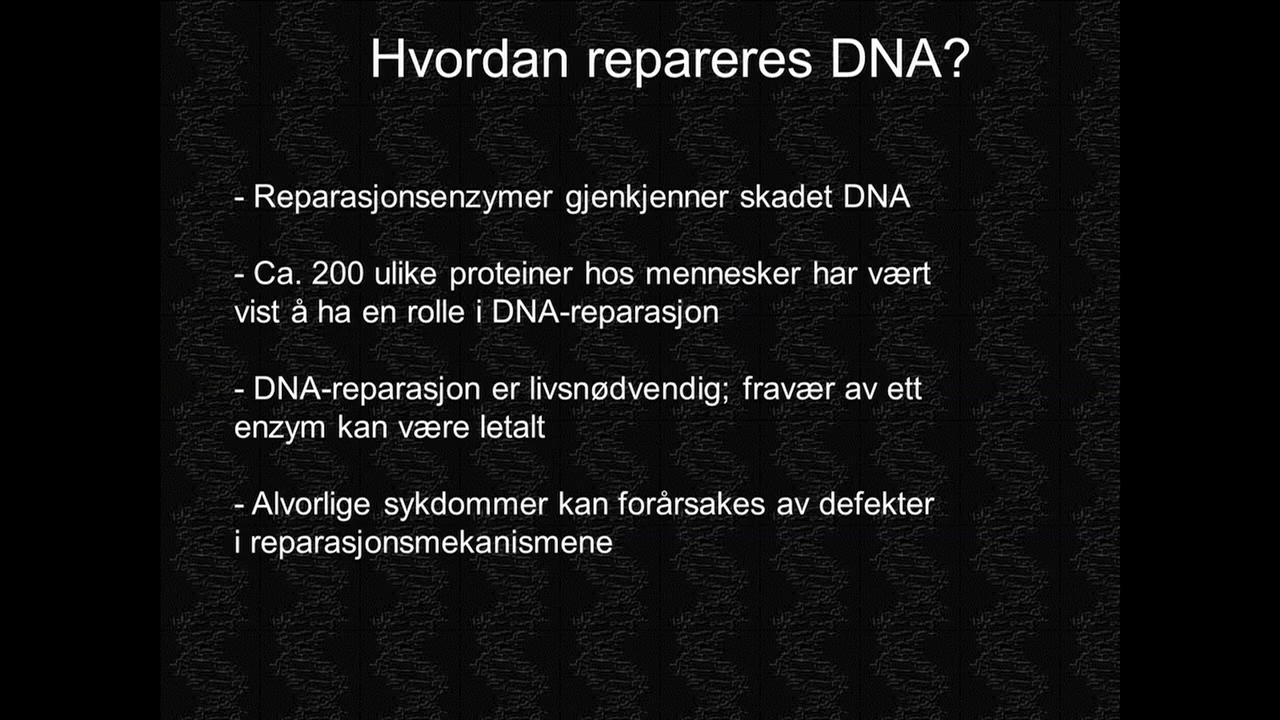 Hvordan repareres DNA?
- Reparasjonsenzymer gjenkjenner skadet DNA
- Ca. 200 ulike proteiner hos mennesker har vært
vist å ha en rolle i DNA-reparasjon
- DNA-reparasjon er livsnødvendig; fravær av ett
enzym kan være letalt
- Alvorlige sykdommer kan forårsakes av defekter
i reparasjonsmekanismene